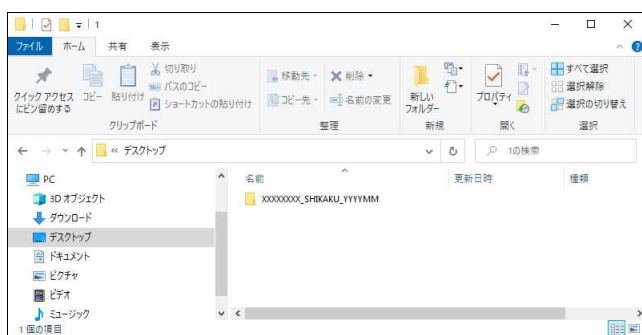 1
ファイル ホーム 共有 表示
クイック アクセス
にピン留めする
コピー
貼り付け
切り取り
パスのコピー
ショートカットの貼り付け
クリップボード
移動先
コピー先
削除
名前の変更
整理
新しい
フォルダー
新規
プロパティ
開く
すべて選択
選択解除
選択の切り替え
選択
« デスクトップ
1の検索
PC
3D オブジェクト
ダウンロード
デスクトップ
ドキュメント
ピクチャ
ビデオ
ミュージック
名前 更新日時 種類
XXXXXXXX_SHIKAKU_YYYYMM
1 個の項目